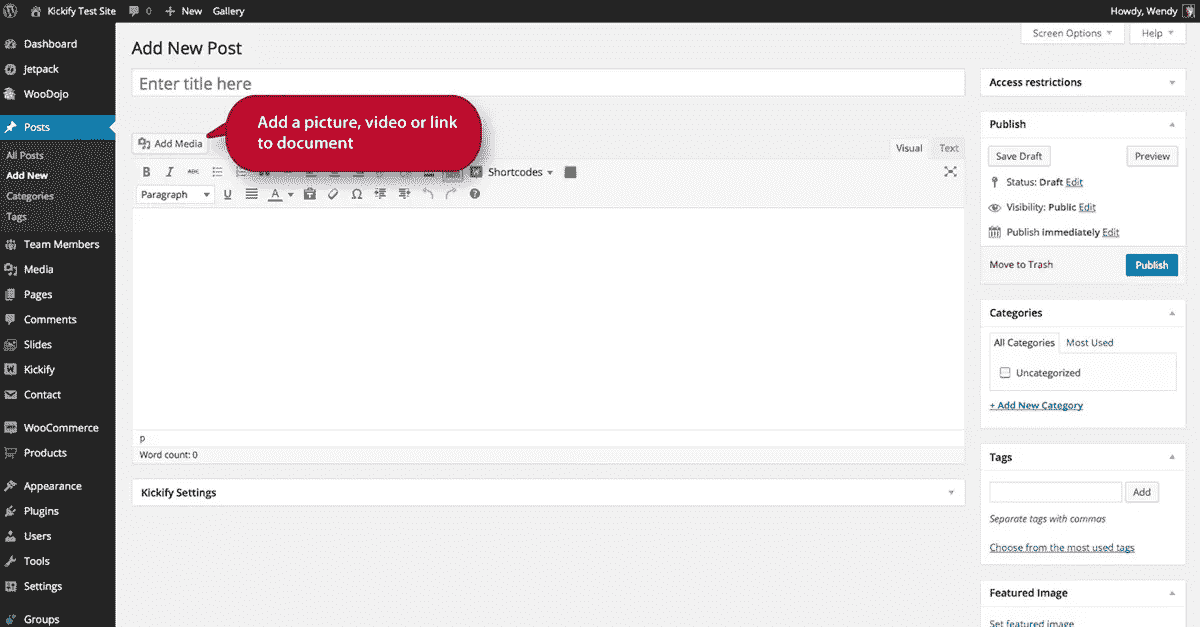 Kickify Test Site 0 New Gallery Howdy, Wendy
Dashboard
Jetpack
WooDojo
Posts
All Posts
Add New
Categories
Tags
Team Members
Media
Pages
Comments
Slides
Kickify
Contact
WooCommerce
Products
Appearance
Plugins
Users
Tools
Settings
Groups
Screen Options Help
Add New Post
Enter title here
Add a picture, video or link
to document
Add Media
Visual Text
B I ABC Shortcodes
Paragraph U A Ω ?
p
Word count: 0
Kickify Settings
Access restrictions
Publish
Save Draft Preview
Status: Draft Edit
Visibility: Public Edit
Publish immediately Edit
Move to Trash Publish
Categories
All Categories Most Used
Uncategorized
+ Add New Category
Tags
Add
Separate tags with commas
Choose from the most used tags
Featured Image
Set featured image